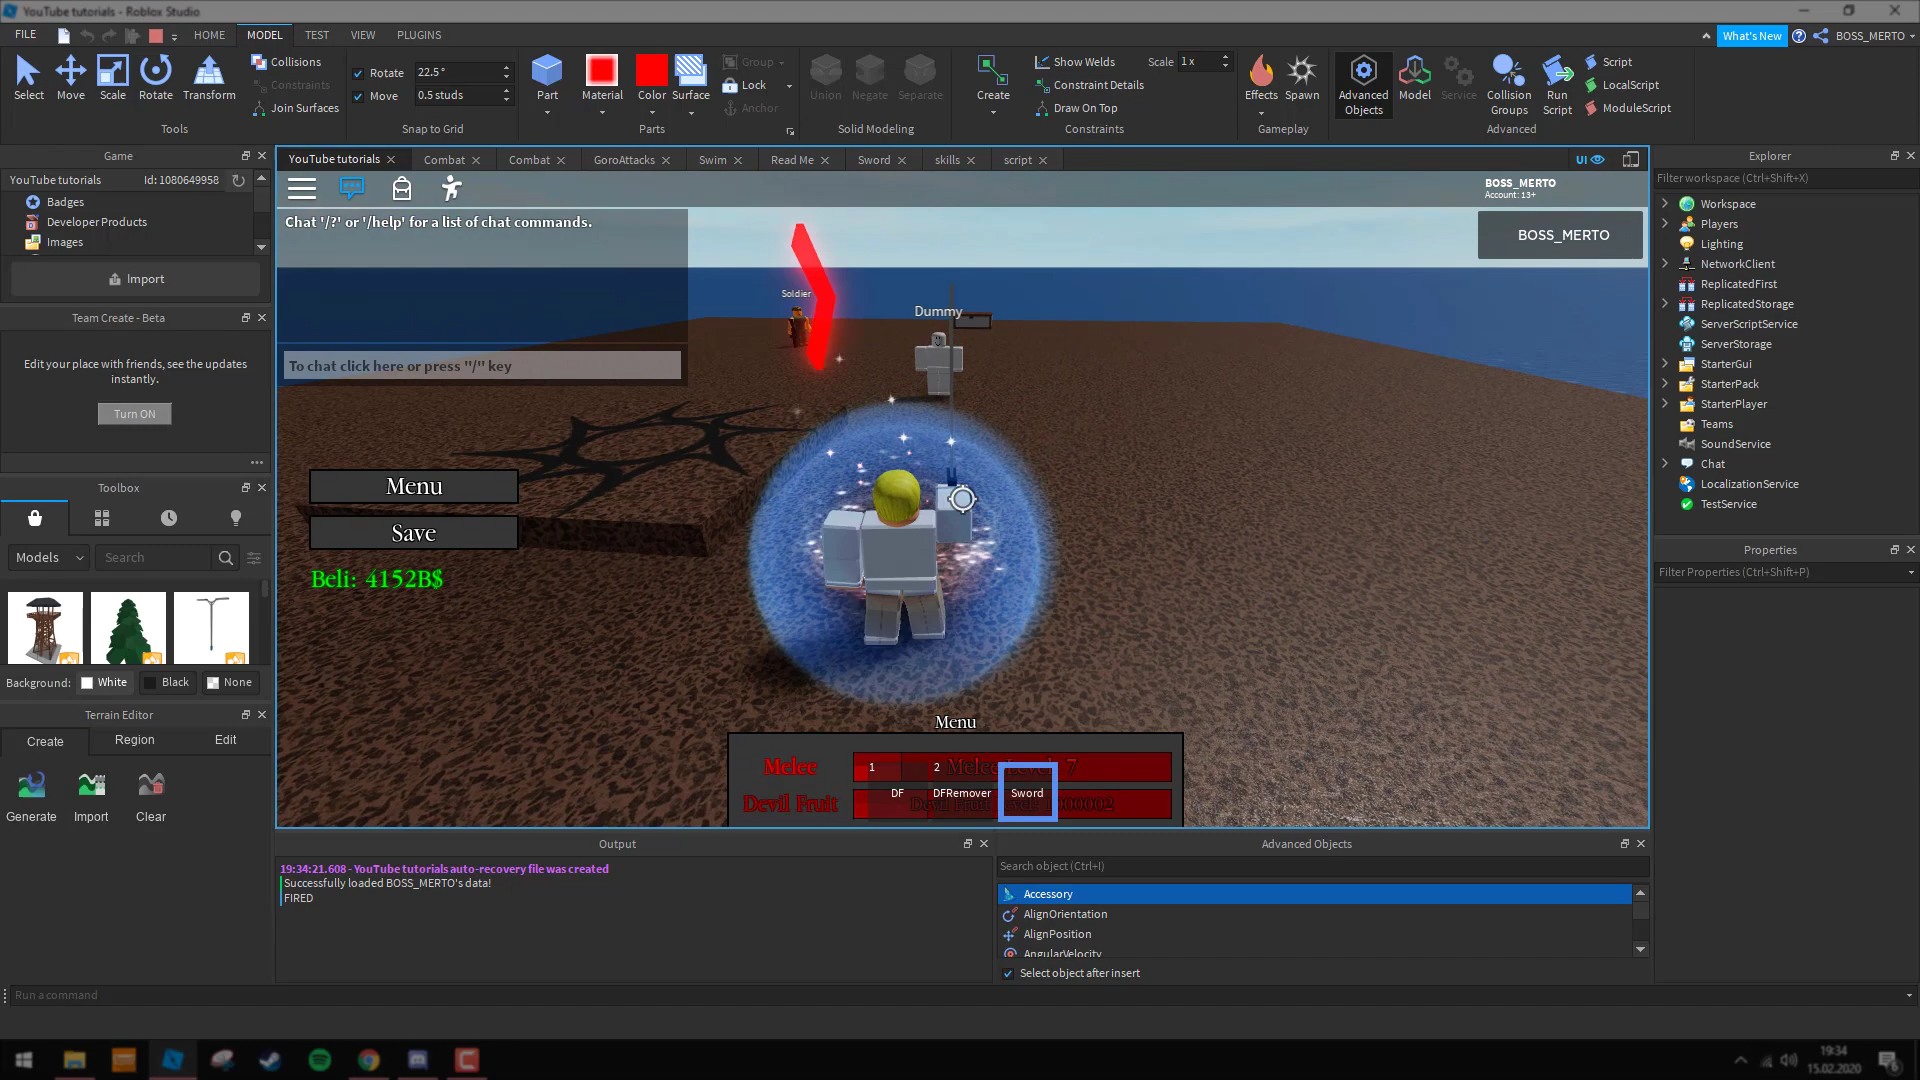 YouTube tutorials - Roblox Studio
FILE
HOME
MODEL
TEST
VIEW
PLUGINS
What's New
BOSS_MERTO
Select
Move
Scale
Rotate
Transform
Collisions
Constraints
Join Surfaces
Tools
Rotate
22.5°
Move
0.5 studs
Snap to Grid
Part
Material
Color
Surface
Group
Lock
Anchor
Parts
Union
Negate
Separate
Solid Modeling
Create
Show Welds
Constraint Details
Draw On Top
Scale
1 x
Constraints
Effects
Spawn
Gameplay
Advanced
Objects
Model
Service
Collision
Groups
Run
Script
Script
LocalScript
ModuleScript
Advanced
Game
YouTube tutorials
Id: 1080649958
Badges
Developer Products
Images
Import
Team Create - Beta
Edit your place with friends, see the updates
instantly.
Turn ON
Toolbox
Models
Search
Background:
White
Black
None
Terrain Editor
Create
Region
Edit
Generate
Import
Clear
YouTube tutorials
Combat
Combat
GoroAttacks
Swim
Read Me
Sword
skills
script
UI
BOSS_MERTO
Account: 13+
BOSS_MERTO
Chat '/?' or '/help' for a list of chat commands.
To chat click here or press "/" key
Soldier
Dummy
Menu
Save
Beli: 4152B$
Menu
Melee
1
2
Melee Level: 7
Devil Fruit
DF
DFRemover
Sword
Output
19:34:21.608 - YouTube tutorials auto-recovery file was created
Successfully loaded BOSS_MERTO's data!
FIRED
Advanced Objects
Search object (Ctrl+I)
Accessory
AlignOrientation
AlignPosition
AngularVelocity
Select object after insert
Explorer
Filter workspace (Ctrl+Shift+X)
Workspace
Players
Lighting
NetworkClient
ReplicatedFirst
ReplicatedStorage
ServerScriptService
ServerStorage
StarterGui
StarterPack
StarterPlayer
Teams
SoundService
Chat
LocalizationService
TestService
Properties
Filter Properties (Ctrl+Shift+P)
Run a command
19:34
15.02.2020